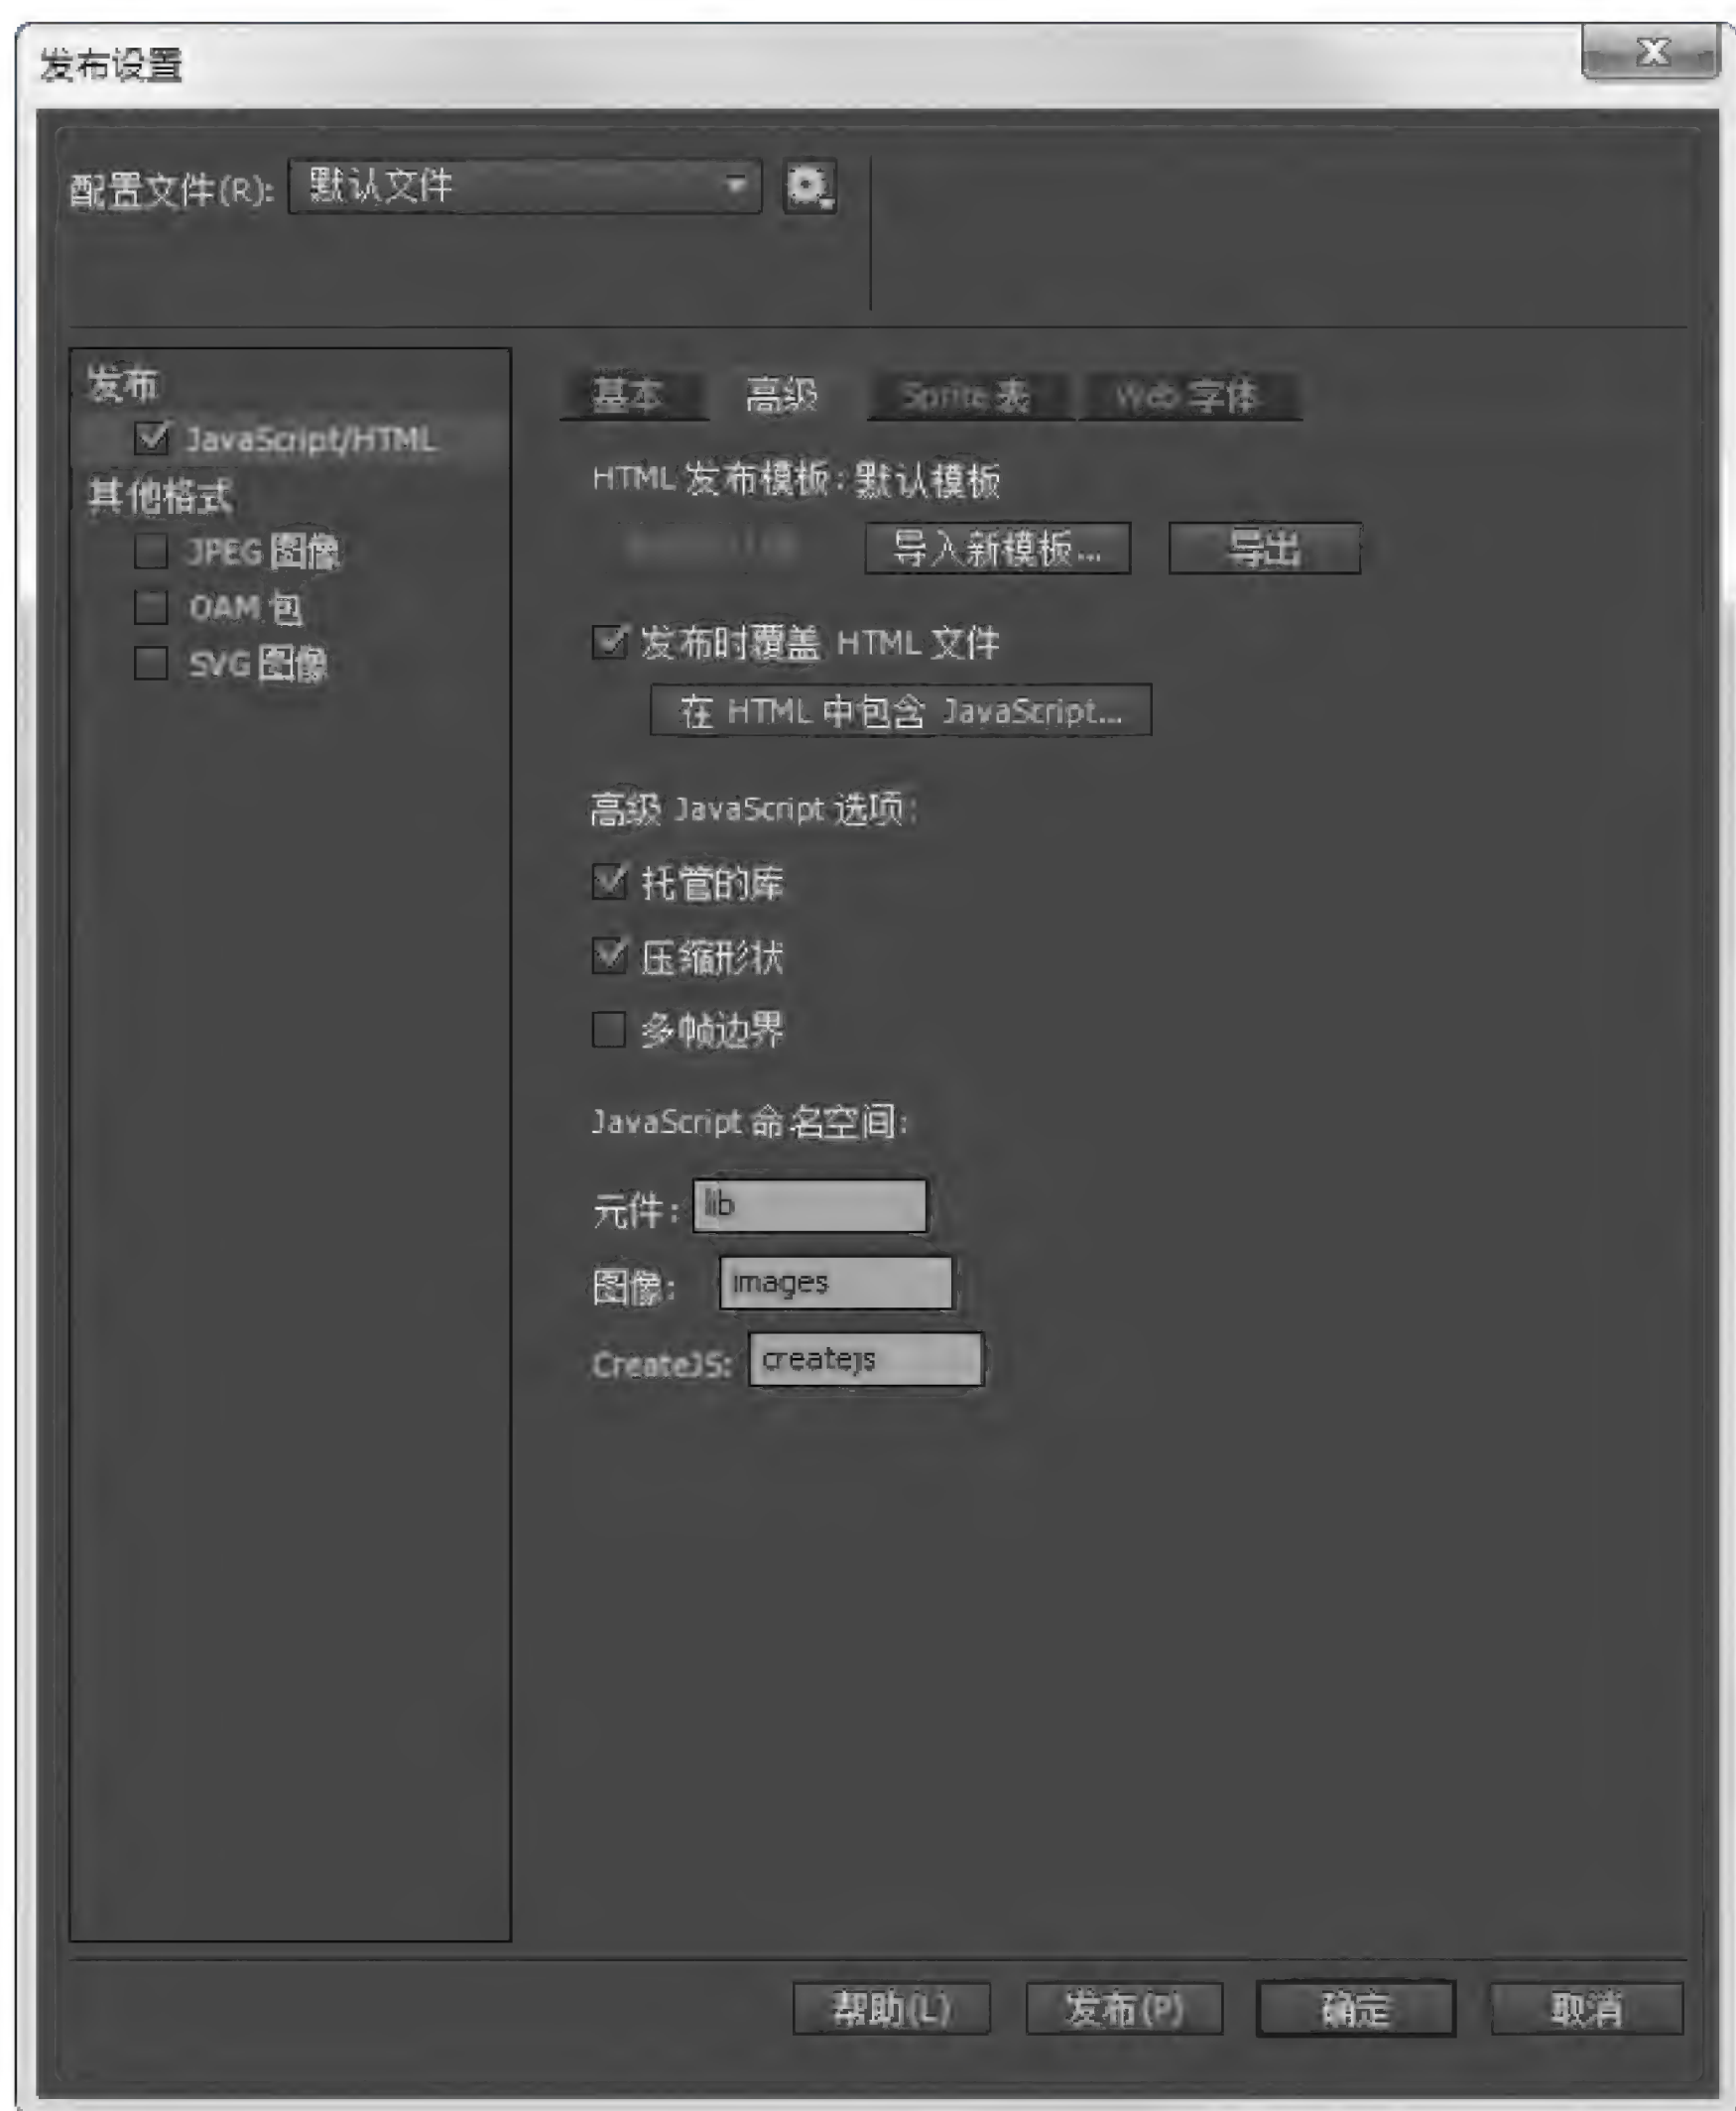 发布设置
配置文件(R): 默认文件
发布
JavaScript/HTML
其他格式
JPEG 图像
OAM 包
SVG 图像
基本 高级 Sprite 表 Web 字体
HTML 发布模板: 默认模板
导入新模板... 导出
发布时覆盖 HTML 文件
在 HTML 中包含 JavaScript...
高级 JavaScript 选项:
托管的库
压缩形状
多帧边界
JavaScript 命名空间:
元件: lib
图像: images
CreateJS: createjs
帮助(L) 发布(P) 确定 取消